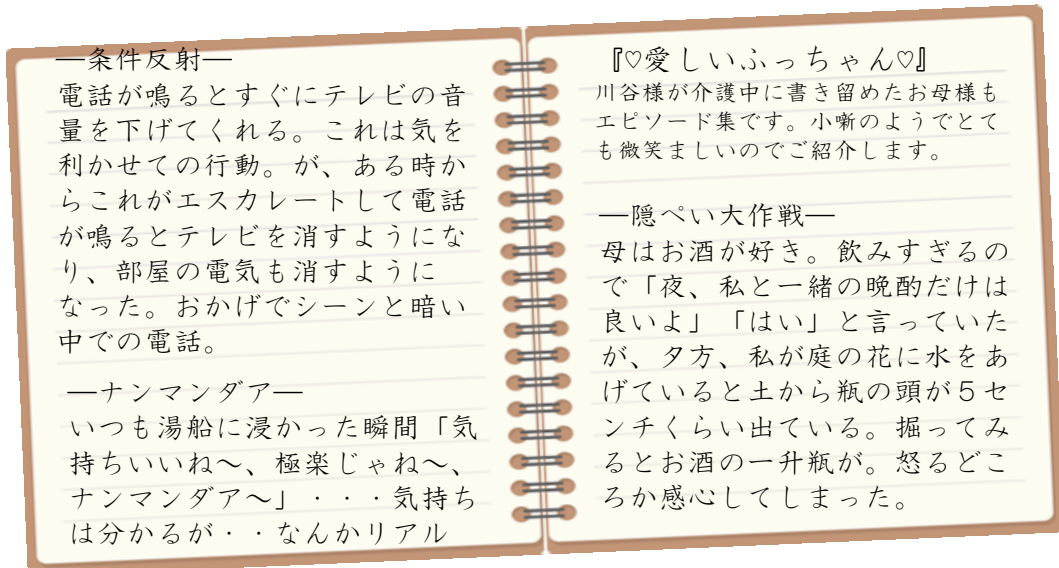 『♡愛しいふっちゃん♡』
川谷様が介護中に書き留めたお母様も
エピソード集です。小噺のようでとて
も微笑ましいのでご紹介します。
―隠ぺい大作戦―
母はお酒が好き。飲みすぎるの
で「夜、私と一緒の晩酌だけは
良いよ」「はい」と言っていた
が、夕方、私が庭の花に水をあ
げていると土から瓶の頭が５セ
ンチくらい出ている。掘ってみ
るとお酒の一升瓶が。怒るどこ
ろか感心してしまった。
―条件反射―
電話が鳴るとすぐにテレビの音
量を下げてくれる。これは気を
利かせての行動。が、ある時か
らこれがエスカレートして電話
が鳴るとテレビを消すようにな
り、部屋の電気も消すように
なった。おかげでシーンと暗い
中での電話。
―ナンマンダア―
いつも湯船に浸かった瞬間「気
持ちいいね～、極楽じゃね～、
ナンマンダア～」・・・気持ち
は分かるが・・なんかリアル